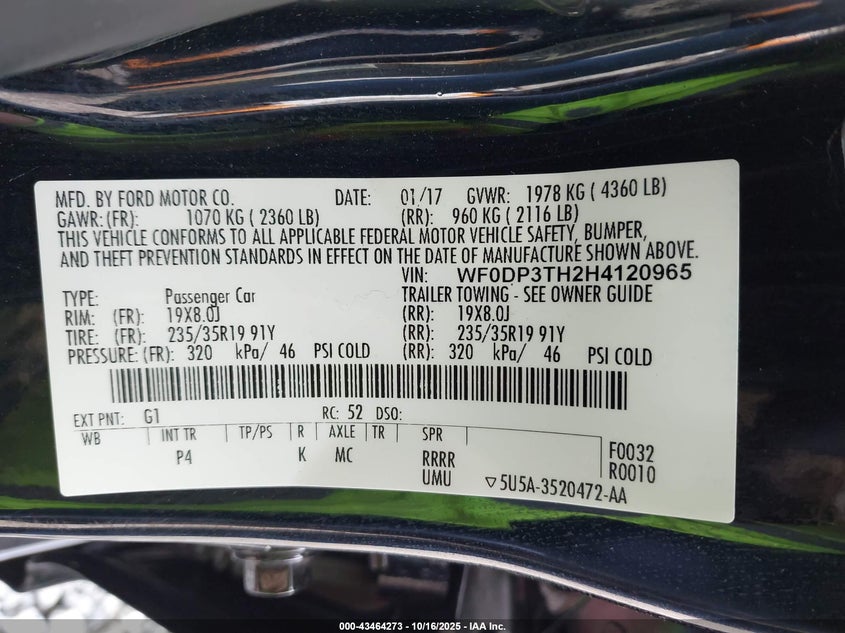 MFD. BY FORD MOTOR CO. DATE: 01/17 GVWR: 1978 KG ( 4360 LB)
GAWR: (FR): 1070 KG ( 2360 LB) (RR): 960 KG ( 2116 LB)
THIS VEHICLE CONFORMS TO ALL APPLICABLE FEDERAL MOTOR VEHICLE SAFETY, BUMPER,
AND THEFT PREVENTION STANDARDS IN EFFECT ON THE DATE OF MANUFACTURE SHOWN ABOVE.
VIN: WF0DP3TH2H4120965
TYPE: Passenger Car TRAILER TOWING - SEE OWNER GUIDE
RIM: (FR): 19X8.0J (RR): 19X8.0J
TIRE: (FR): 235/35R19 91Y (RR): 235/35R19 91Y
PRESSURE: (FR): 320 kPa/ 46 PSI COLD (RR): 320 kPa/ 46 PSI COLD
EXT PNT: G1 RC: 52 DSO:
WB INT TR TP/PS R AXLE TR SPR F0032
P4 K MC RRRR R0010
UMU ▽5U5A-3520472-AA
000-43464273 - 10/16/2025 - IAA Inc.